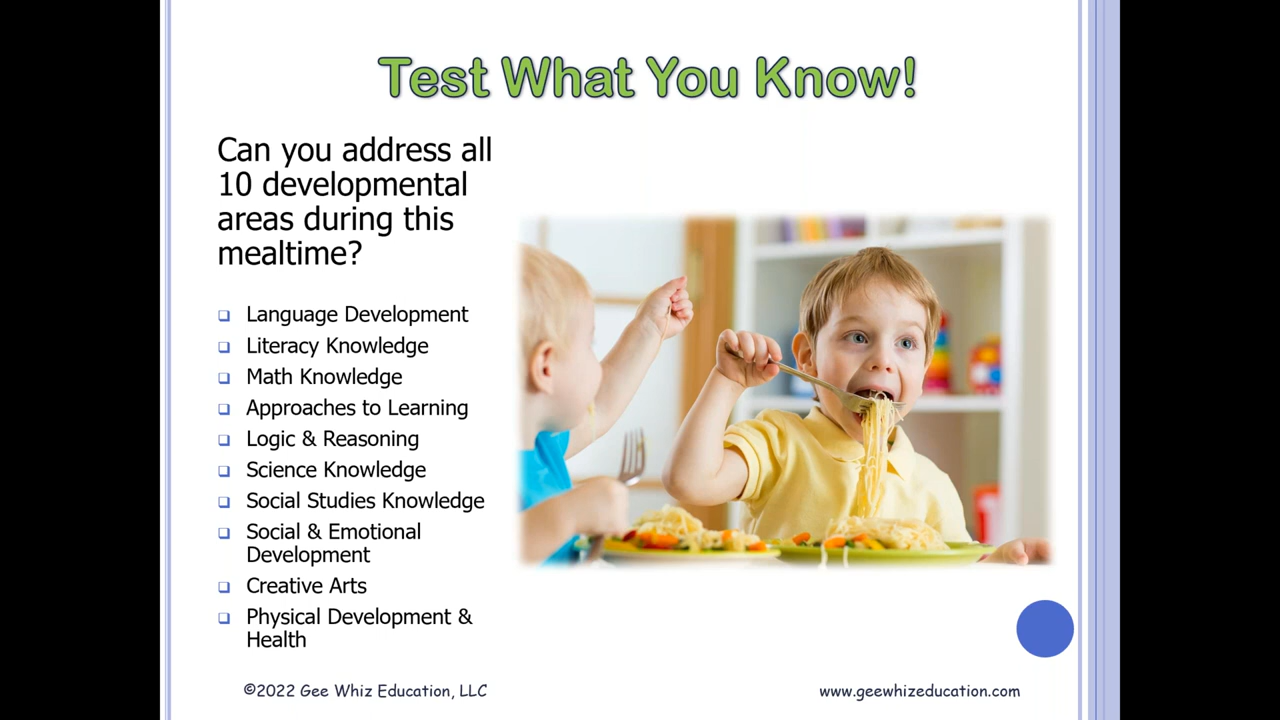 Test What You Know!
Can you address all
10 developmental
areas during this
mealtime?
Language Development
Literacy Knowledge
Math Knowledge
Approaches to Learning
Logic & Reasoning
Science Knowledge
Social Studies Knowledge
Social & Emotional
Development
Creative Arts
Physical Development &
Health
©2022 Gee Whiz Education, LLC
www.geewhizeducation.com